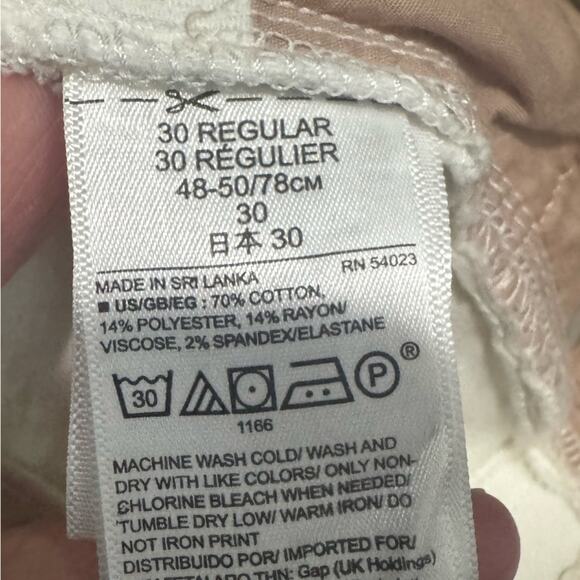 30 REGULAR
30 RÉGULIER
48-50/78CM
30
日本 30
RN 54023
MADE IN SRI LANKA
■ US/GB/EG : 70% COTTON,
14% POLYESTER, 14% RAYON/
VISCOSE, 2% SPANDEX/ELASTANE
30 P ®
1166
MACHINE WASH COLD/ WASH AND
DRY WITH LIKE COLORS/ ONLY NON-
CHLORINE BLEACH WHEN NEEDED/
TUMBLE DRY LOW/ WARM IRON/ DO
NOT IRON PRINT
DISTRIBUIDO POR/ IMPORTED FOR/
THN: Gap (UK Holdings)